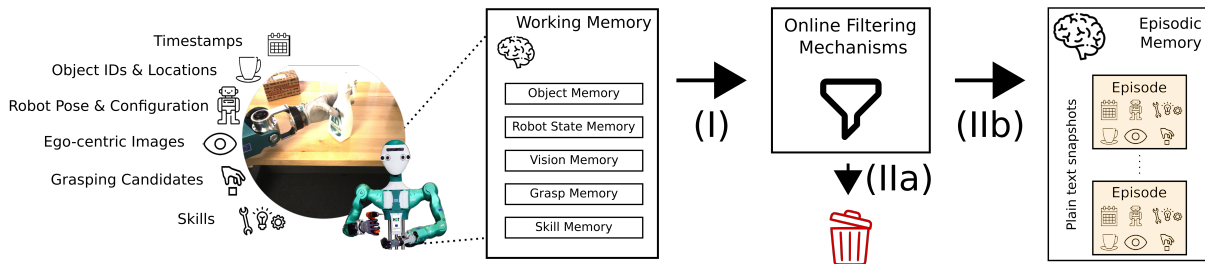 Timestamps
Object IDs & Locations
Robot Pose & Configuration
Ego-centric Images
Grasping Candidates
Skills
Working Memory
Object Memory
Robot State Memory
Vision Memory
Grasp Memory
Skill Memory
(I)
Online Filtering
Mechanisms
(IIa)
(IIb)
Episodic
Memory
Plain text snapshots
Episode
Episode